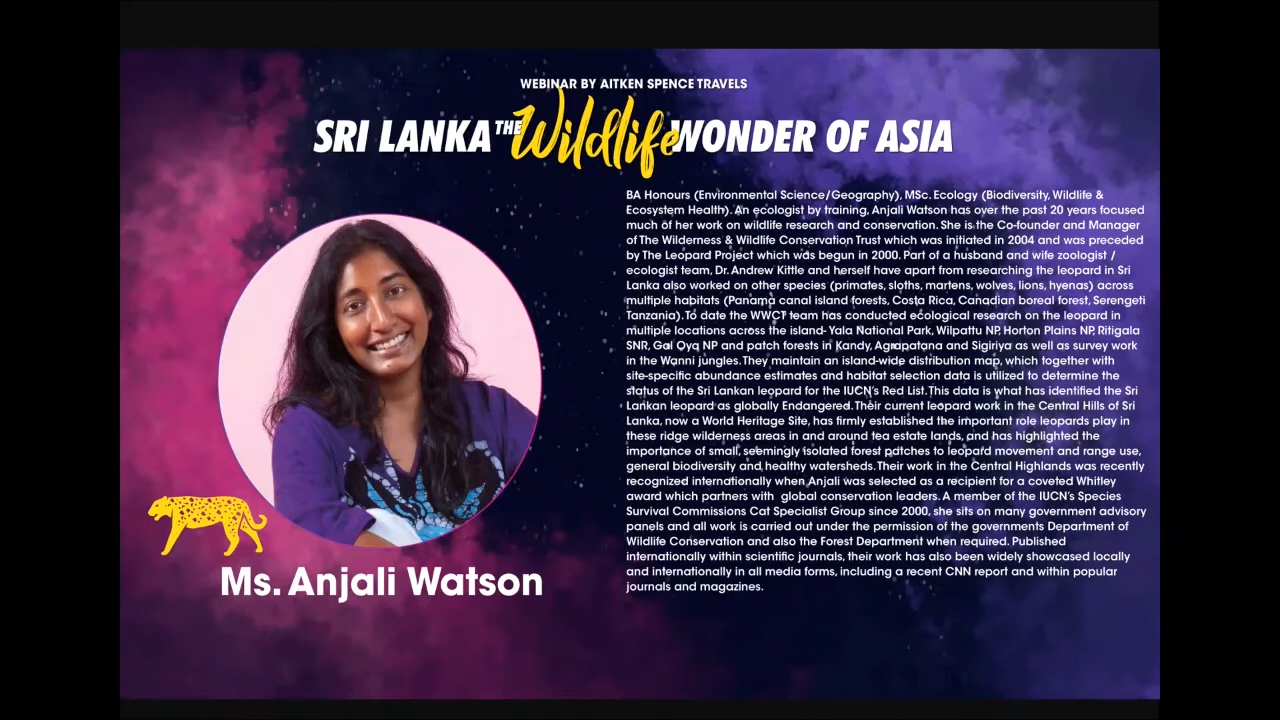 WEBINAR BY AITKEN SPENCE TRAVELS
SRI LANKA THE Wildlife WONDER OF ASIA
BA Honours (Environmental Science/Geography), MSc. Ecology (Biodiversity, Wildlife &
Ecosystem Health). An ecologist by training, Anjali Watson has over the past 20 years focused
much of her work on wildlife research and conservation. She is the Co-founder and Manager
of The Wilderness & Wildlife Conservation Trust which was initiated in 2004 and was preceded
by The Leopard Project which was begun in 2000. Part of a husband and wife zoologist /
ecologist team, Dr. Andrew Kittle and herself have apart from researching the leopard in Sri
Lanka also worked on other species (primates, sloths, martens, wolves, lions, hyenas) across
multiple habitats (Panama canal island forests, Costa Rica, Canadian boreal forest, Serengeti
Tanzania). To date the WWCT team has conducted ecological research on the leopard in
multiple locations across the island- Yala National Park, Wilpattu NP, Horton Plains NP, Ritigala
SNR, Gal Oya NP and patch forests in Kandy, Agrapatana and Sigiriya as well as survey work
in the Wanni jungles. They maintain an island-wide distribution map, which together with
site-specific abundance estimates and habitat selection data is utilized to determine the
status of the Sri Lankan leopard for the IUCN's Red List. This data is what has identified the Sri
Lankan leopard as globally Endangered. Their current leopard work in the Central Hills of Sri
Lanka, now a World Heritage Site, has firmly established the important role leopards play in
these ridge wilderness areas in and around tea estate lands, and has highlighted the
importance of small, seemingly isolated forest patches to leopard movement and range use,
general biodiversity and healthy watersheds. Their work in the Central Highlands was recently
recognized internationally when Anjali was selected as a recipient for a coveted Whitley
award which partners with global conservation leaders. A member of the IUCN's Species
Survival Commissions Cat Specialist Group since 2000, she sits on many government advisory
panels and all work is carried out under the permission of the governments Department of
Wildlife Conservation and also the Forest Department when required. Published
internationally within scientific journals, their work has also been widely showcased locally
and internationally in all media forms, including a recent CNN report and within popular
journals and magazines.
Ms. Anjali Watson